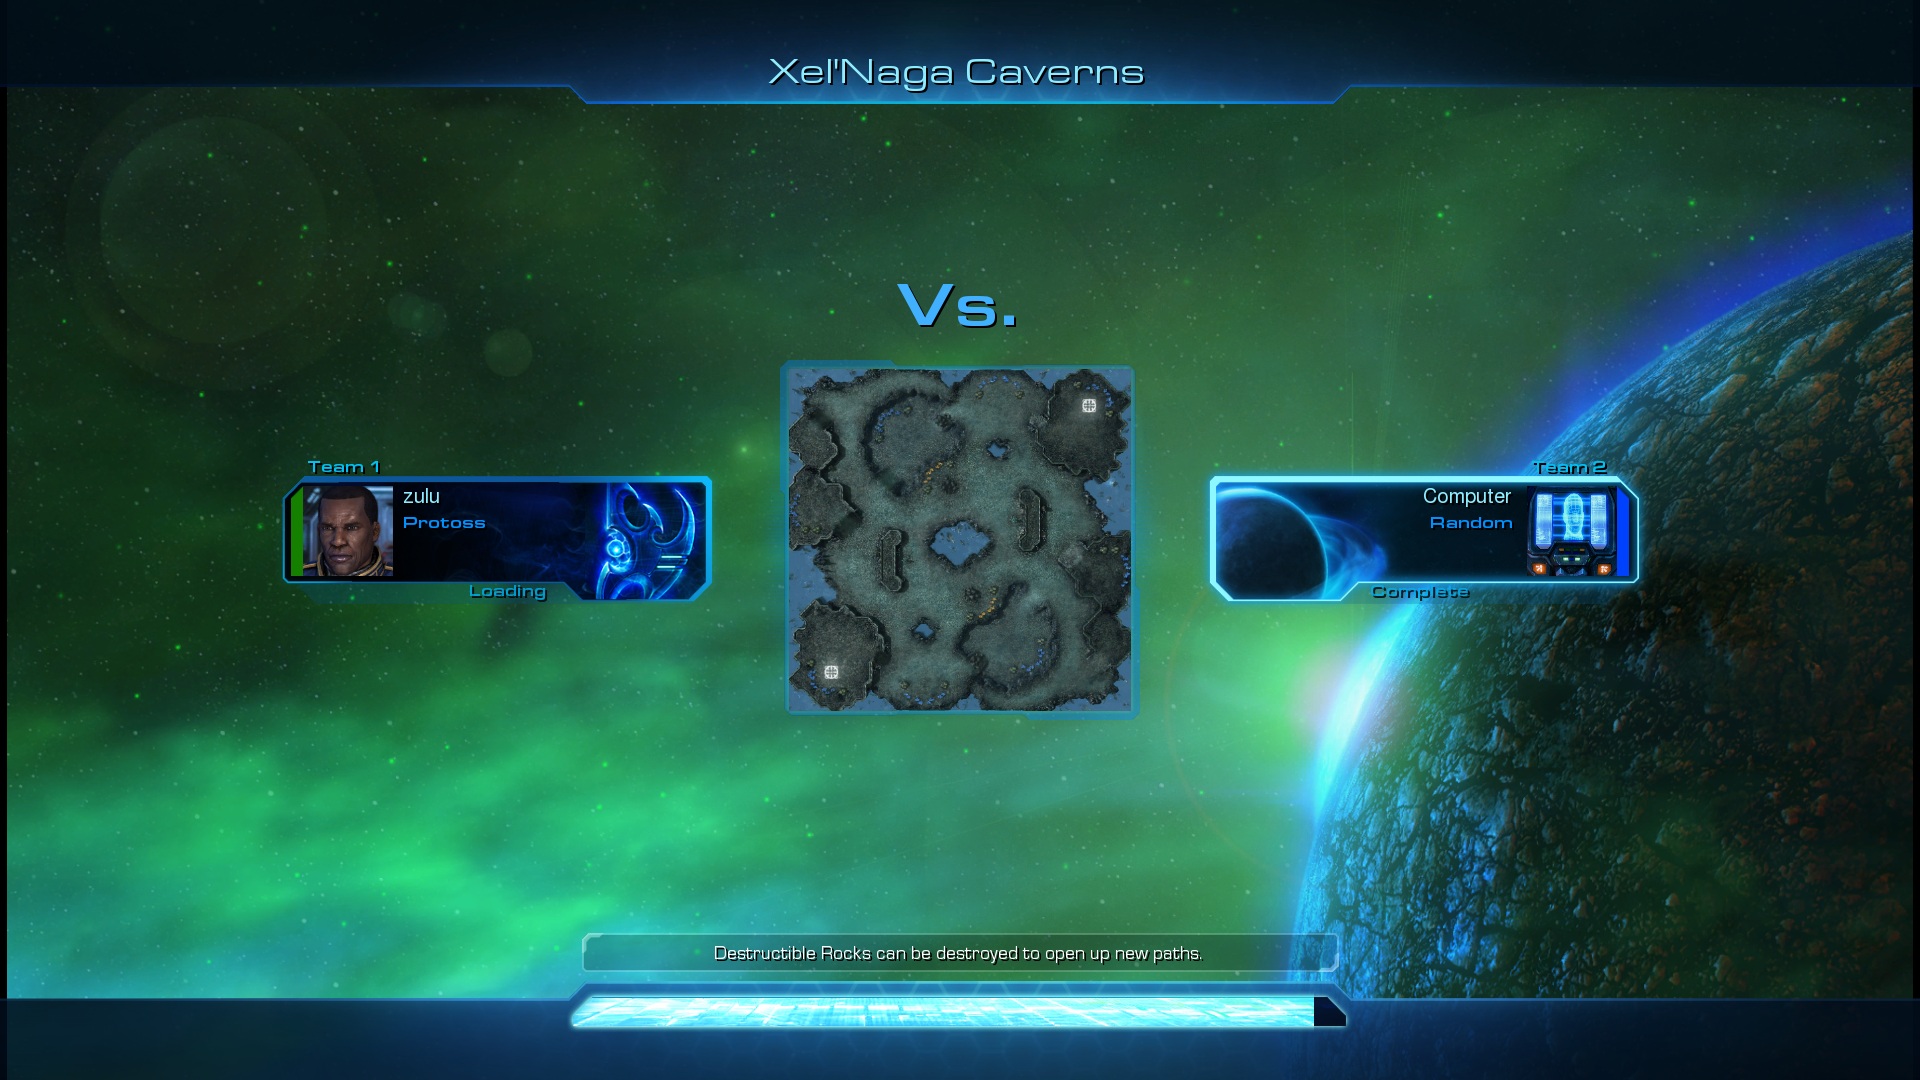 Xel'Naga Caverns
Vs.
Team 1
zulu
Protoss
Loading
Team 2
Computer
Random
Complete
Destructible Rocks can be destroyed to open up new paths.